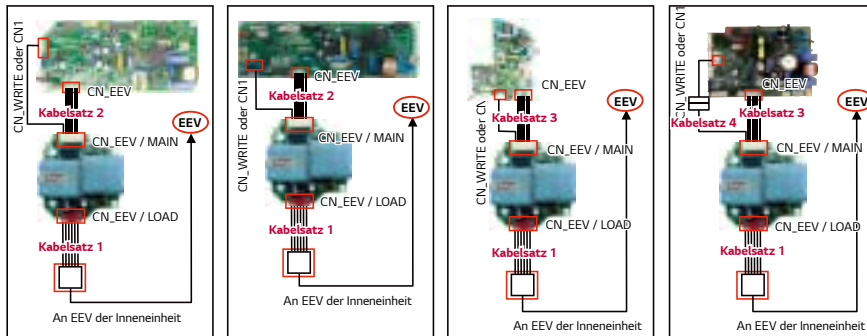 CN_WRITE oder CN1
CN_EEV
Kabelsatz 2
EEV
CN_EEV / MAIN
CN_EEV / LOAD
Kabelsatz 1
An EEV der Inneneinheit
CN_WRITE oder CN1
CN_EEV
Kabelsatz 2
EEV
CN_EEV / MAIN
CN_EEV / LOAD
Kabelsatz 1
An EEV der Inneneinheit
CN_WRITE oder CN
CN_EEV
Kabelsatz 3
EEV
CN_EEV / MAIN
CN_EEV / LOAD
Kabelsatz 1
An EEV der Inneneinheit
CN_WRITE oder CN1
CN_EEV
Kabelsatz 3
Kabelsatz 4
EEV
CN_EEV / MAIN
CN_EEV / LOAD
Kabelsatz 1
An EEV der Inneneinheit